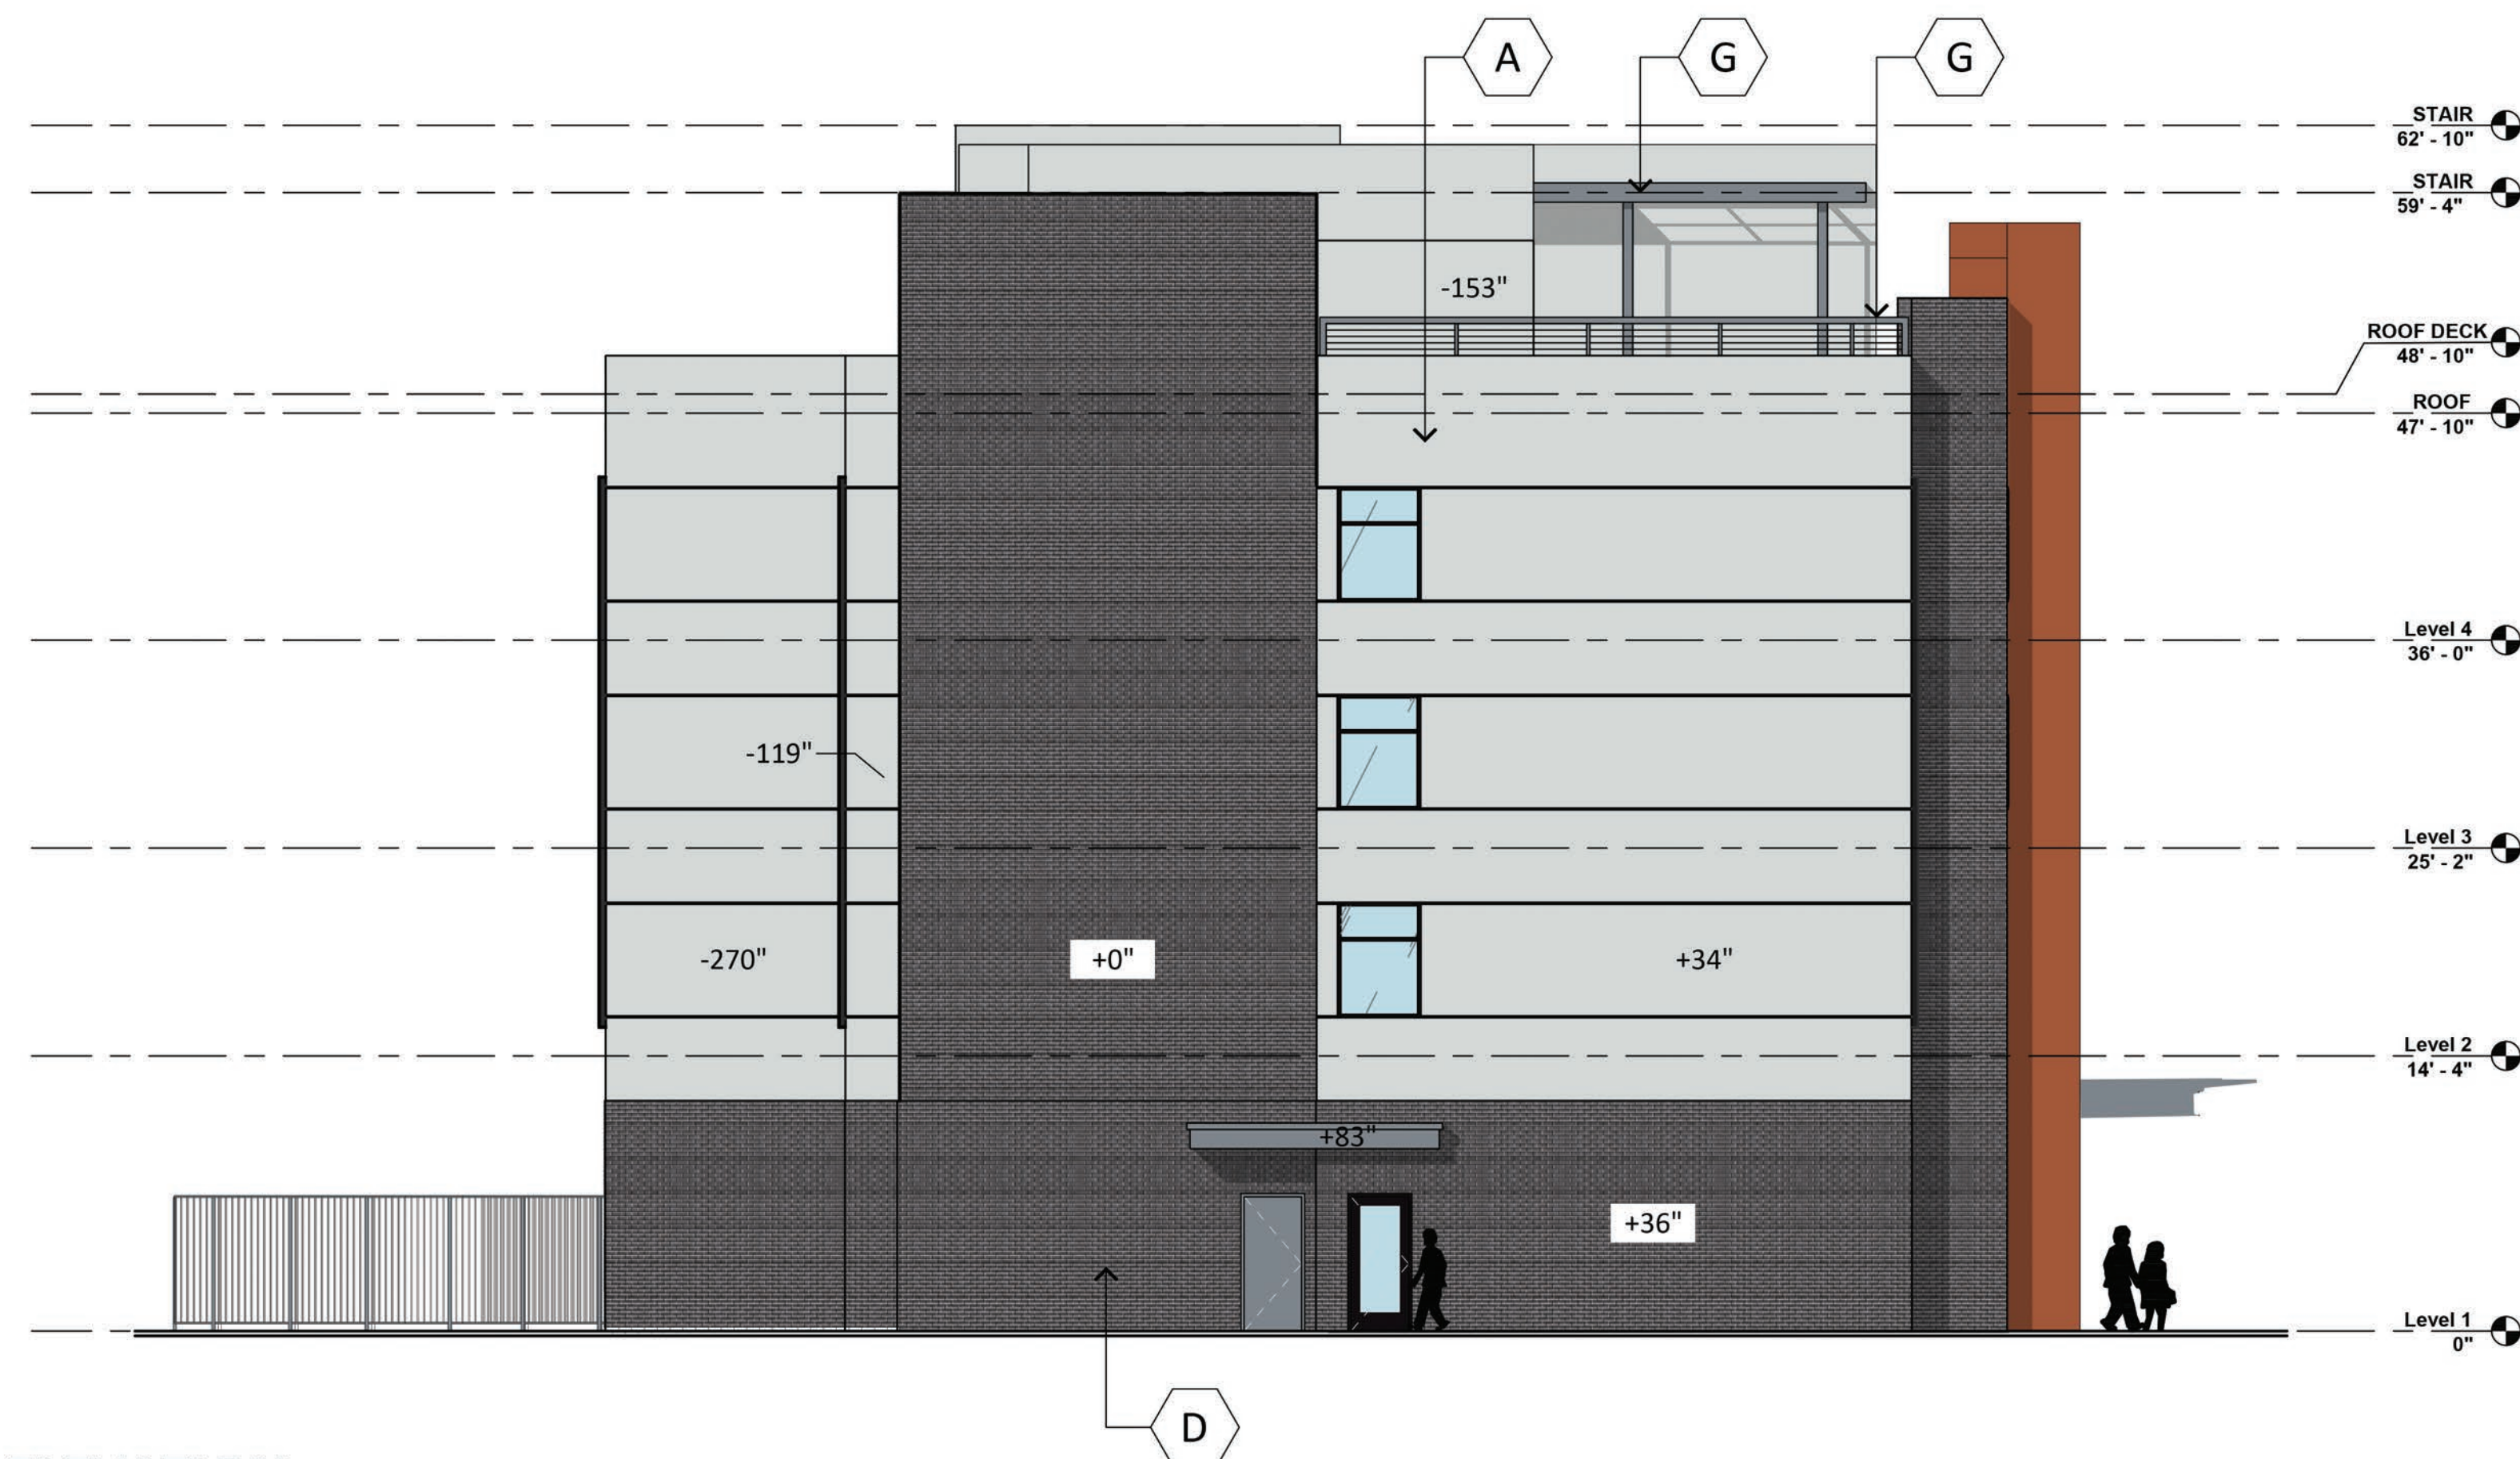 A
G
G
STAIR
62' - 10"
STAIR
59' - 4"
-153"
ROOF DECK
48' - 10"
ROOF
47' - 10"
Level 4
36' - 0"
-119"
Level 3
25' - 2"
-270"
+0"
+34"
Level 2
14' - 4"
+83"
+36"
Level 1
0"
D